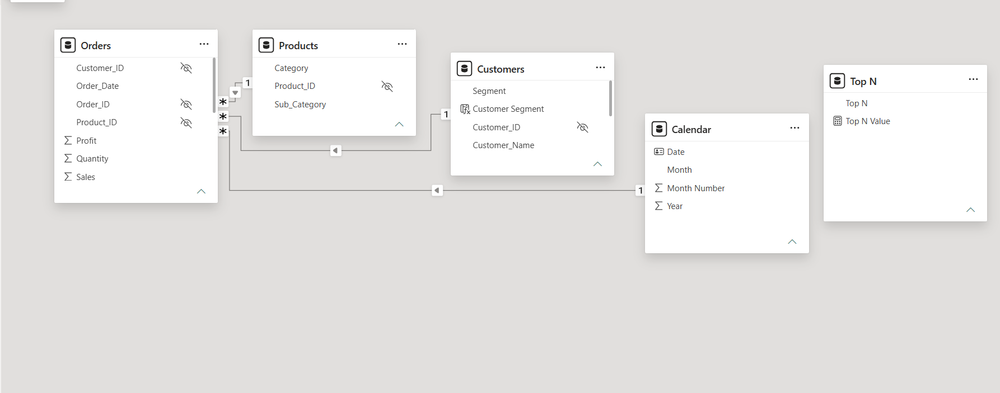 Orders
Customer_ID
Order_Date
Order_ID
Product_ID
Profit
Quantity
Sales
Products
Category
Product_ID
Sub_Category
Customers
Segment
Customer Segment
Customer_ID
Customer_Name
Calendar
Date
Month
Month Number
Year
Top N
Top N
Top N Value
1
*
*
*
1
1